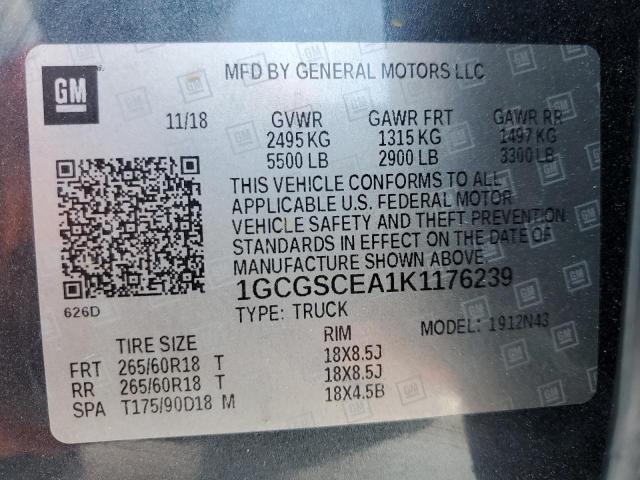 GM
MFD BY GENERAL MOTORS LLC
11/18 GVWR GAWR FRT GAWR RR
2495 KG 1315 KG 1497 KG
5500 LB 2900 LB 3300 LB
THIS VEHICLE CONFORMS TO ALL
APPLICABLE U.S. FEDERAL MOTOR
VEHICLE SAFETY AND THEFT PREVENTION
STANDARDS IN EFFECT ON THE DATE OF
MANUFACTURE SHOWN ABOVE.
1GCGSCEA1K1176239
626D
TYPE: TRUCK MODEL: 1912N43
TIRE SIZE RIM
FRT 265/60R18 T 18X8.5J
RR 265/60R18 T 18X8.5J
SPA T175/90D18 M 18X4.5B